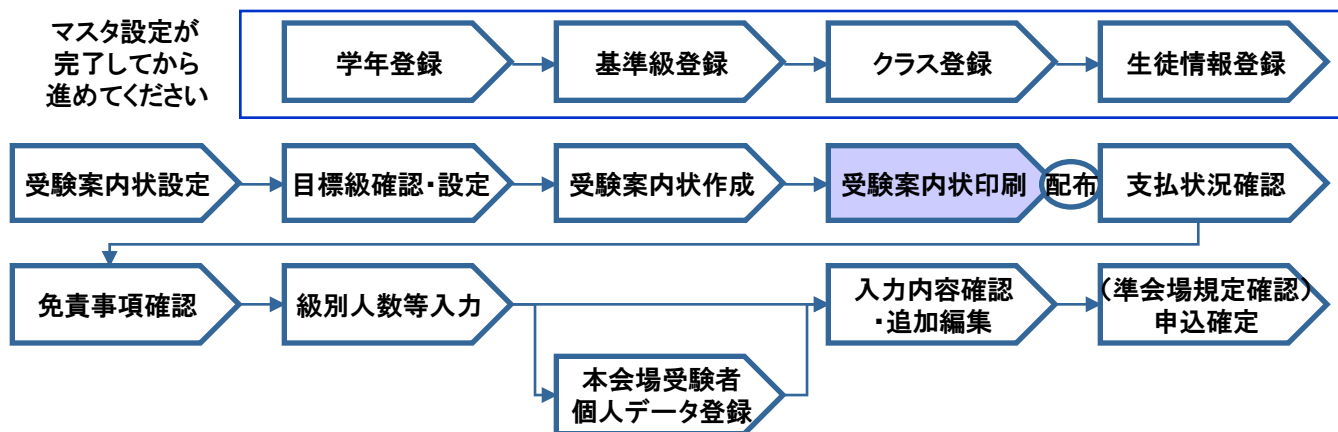 マスタ設定が
完了してから
進めてください
学年登録
基準級登録
クラス登録
生徒情報登録
受験案内状設定
目標級確認・設定
受験案内状作成
受験案内状印刷
配布
支払状況確認
免責事項確認
級別人数等入力
入力内容確認
・追加編集
（準会場規定確認）
申込確定
本会場受験者
個人データ登録